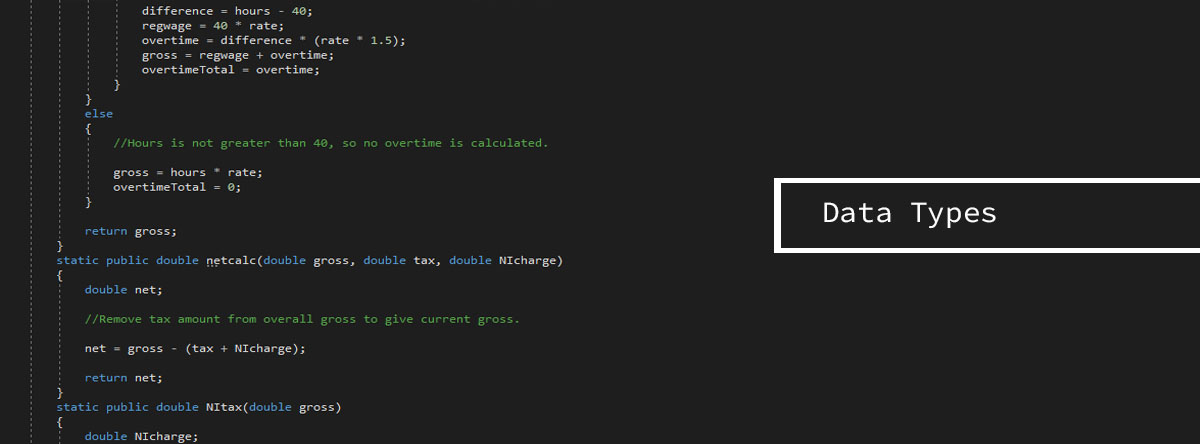 difference = hours - 40;
regwage = 40 * rate;
overtime = difference * (rate * 1.5);
gross = regwage + overtime;
overtimeTotal = overtime;
}
}
else
{
//Hours is not greater than 40, so no overtime is calculated.
gross = hours * rate;
overtimeTotal = 0;
}
return gross;
}
static public double netcalc(double gross, double tax, double NIcharge)
{
double net;
//Remove tax amount from overall gross to give current gross.
net = gross - (tax + NIcharge);
return net;
}
static public double NItax(double gross)
{
double NIcharge;
Data Types